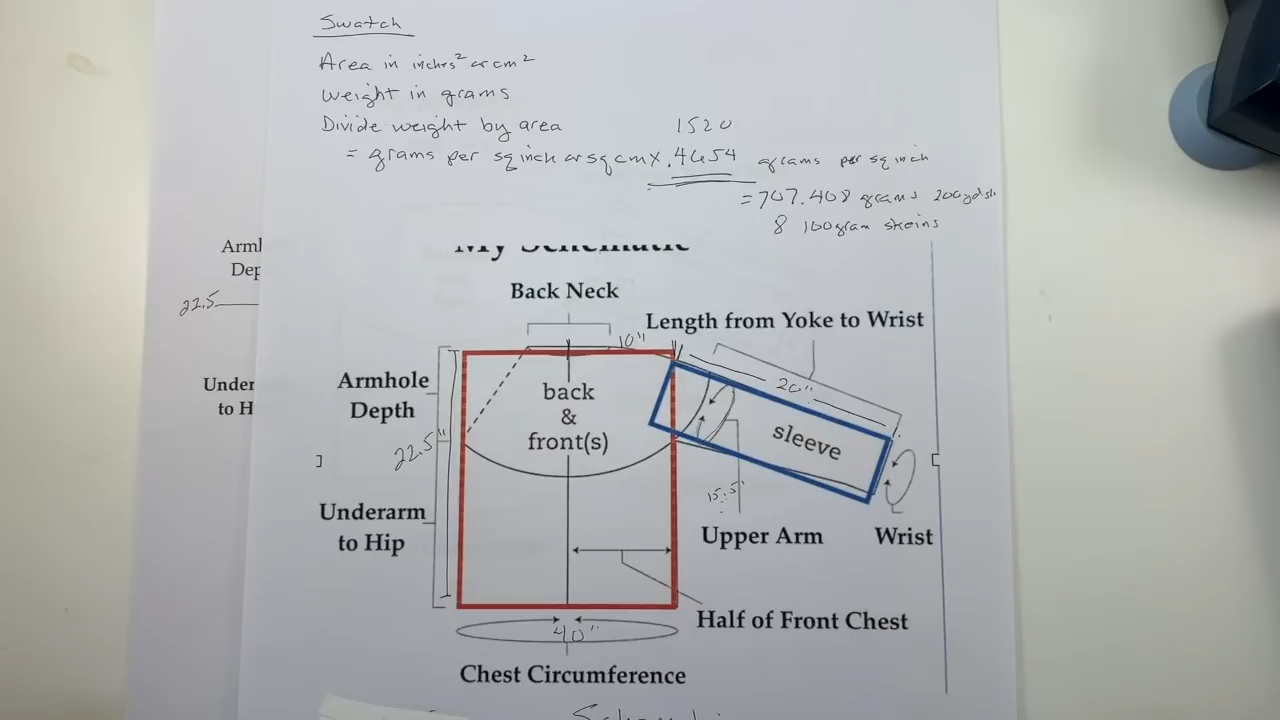 Swatch
Area in inches² or cm²
Weight in grams
Divide weight by area
1520
= grams per sq inch or sq cm x .4654 grams per sq inch
= 707.408 grams
8 100gram skeins
My Schematic
Back Neck
10"
Length from Yoke to Wrist
20"
Armhole
Depth
back
&
front(s)
sleeve
22.5"
15.5"
Underarm
to Hip
Upper Arm
Wrist
Half of Front Chest
40"
Chest Circumference
Arm
Dep
22.5
Under
to H